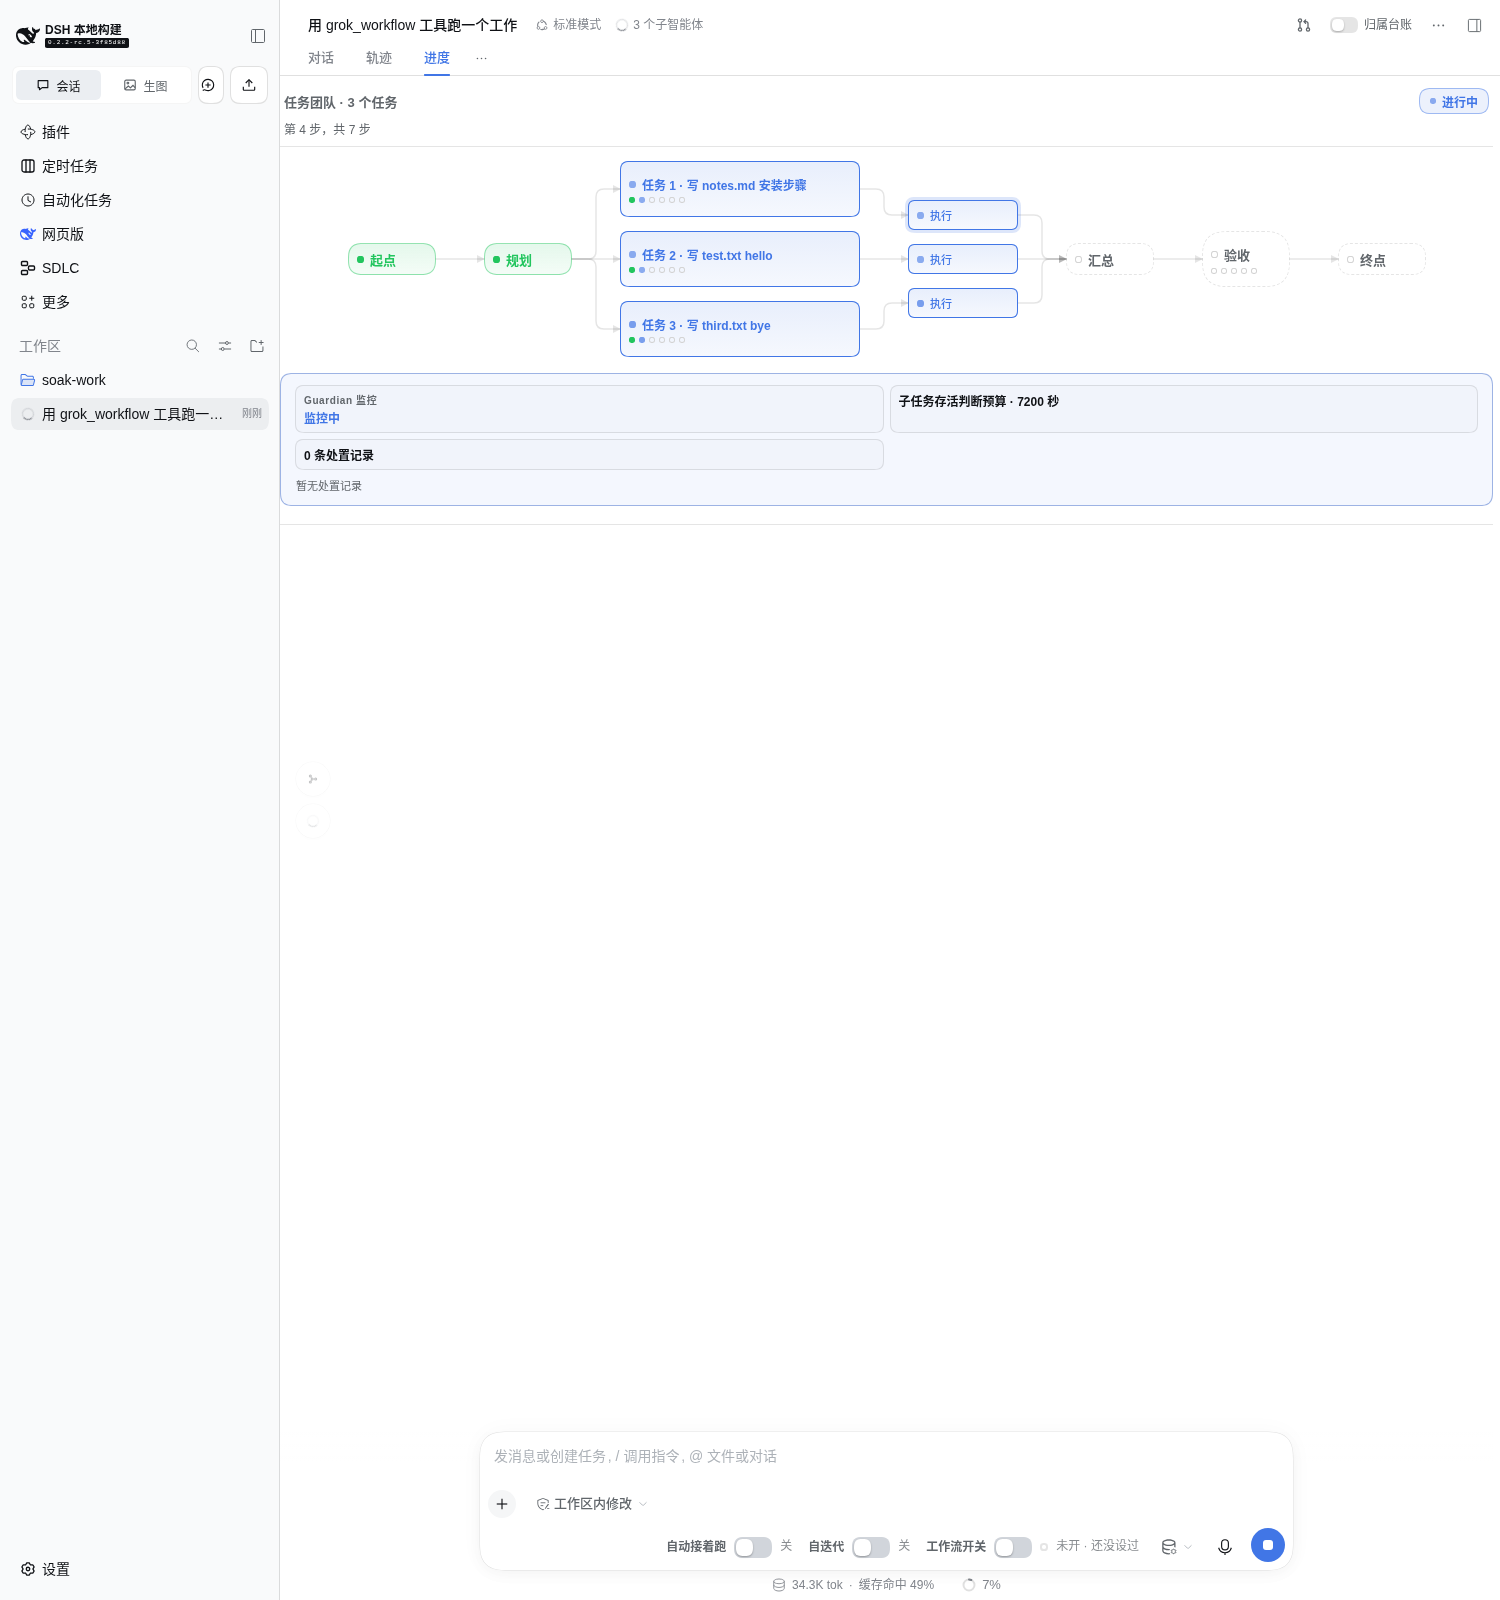 DSH 本地构建
0.2.2-rc.5-3f85d88
会话
生图
插件
定时任务
自动化任务
网页版
SDLC
更多
工作区
soak-work
用 grok_workflow 工具跑一… 刚刚
设置
用 grok_workflow 工具跑一个工作
标准模式
3 个子智能体
归属台账
对话
轨迹
进度
任务团队 · 3 个任务
进行中
第 4 步，共 7 步
起点
规划
任务 1 · 写 notes.md 安装步骤
任务 2 · 写 test.txt hello
任务 3 · 写 third.txt bye
执行
执行
执行
汇总
验收
终点
Guardian 监控
监控中
子任务存活判断预算 · 7200 秒
0 条处置记录
暂无处置记录
发消息或创建任务, / 调用指令, @ 文件或对话
工作区内修改
自动接着跑 关 自迭代 关 工作流开关 未开 · 还没设过
34.3K tok · 缓存命中 49% 7%